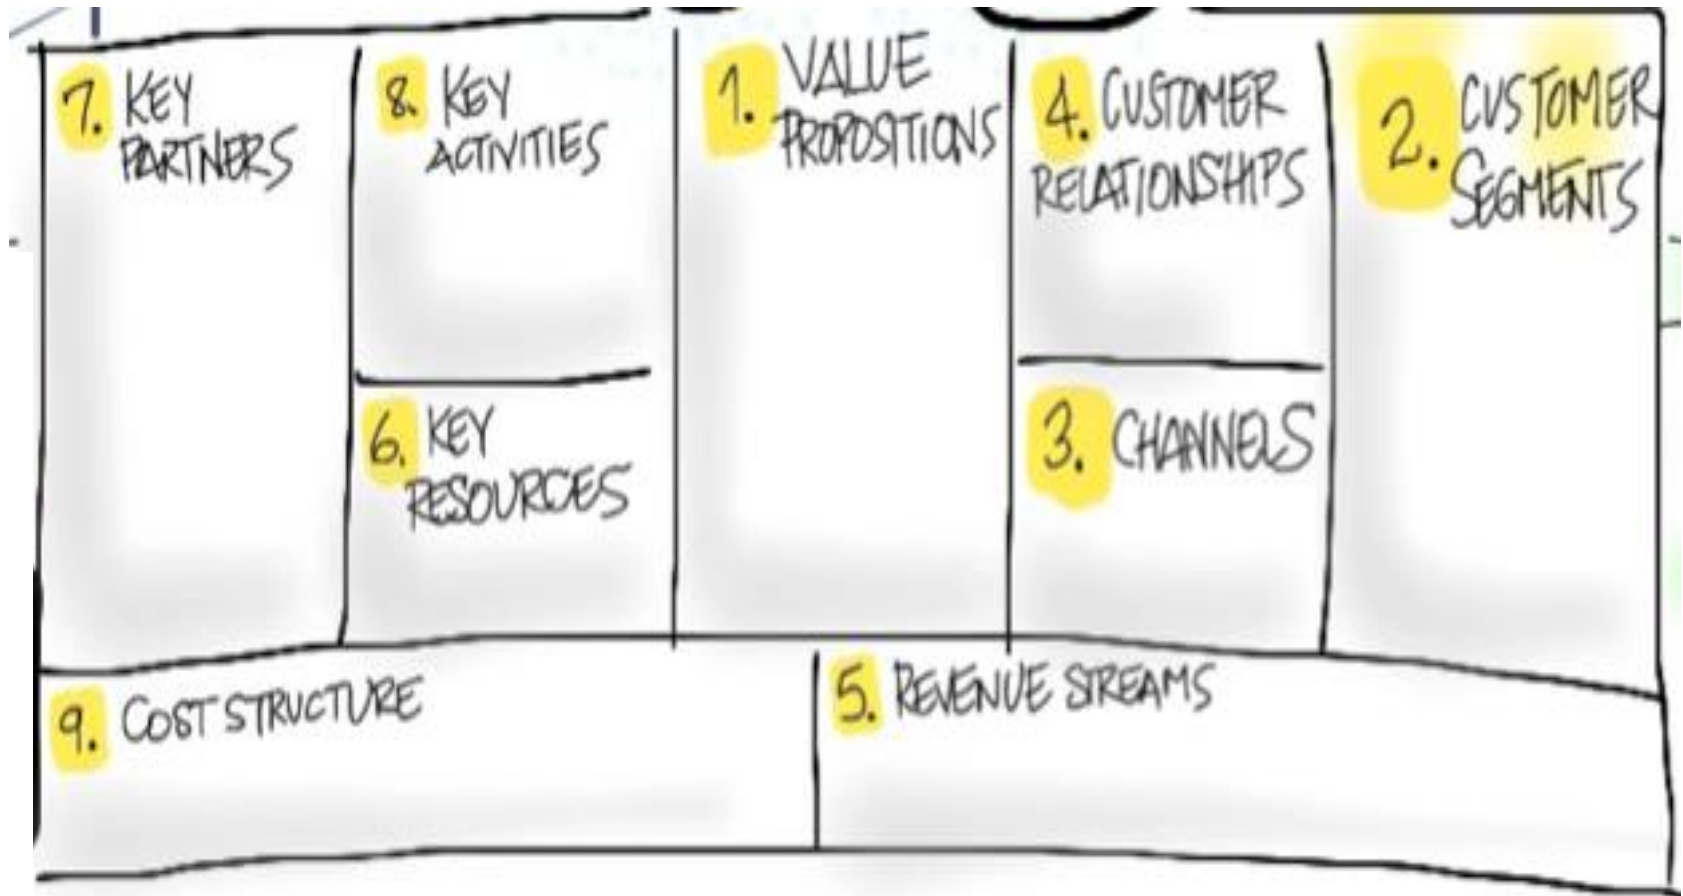 7. KEY
PARTNERS
8. KEY
ACTIVITIES
6. KEY
RESOURCES
1. VALUE
PROPOSITIONS
4. CUSTOMER
RELATIONSHIPS
3. CHANNELS
2. CUSTOMER
SEGMENTS
9. COST STRUCTURE
5. REVENUE STREAMS